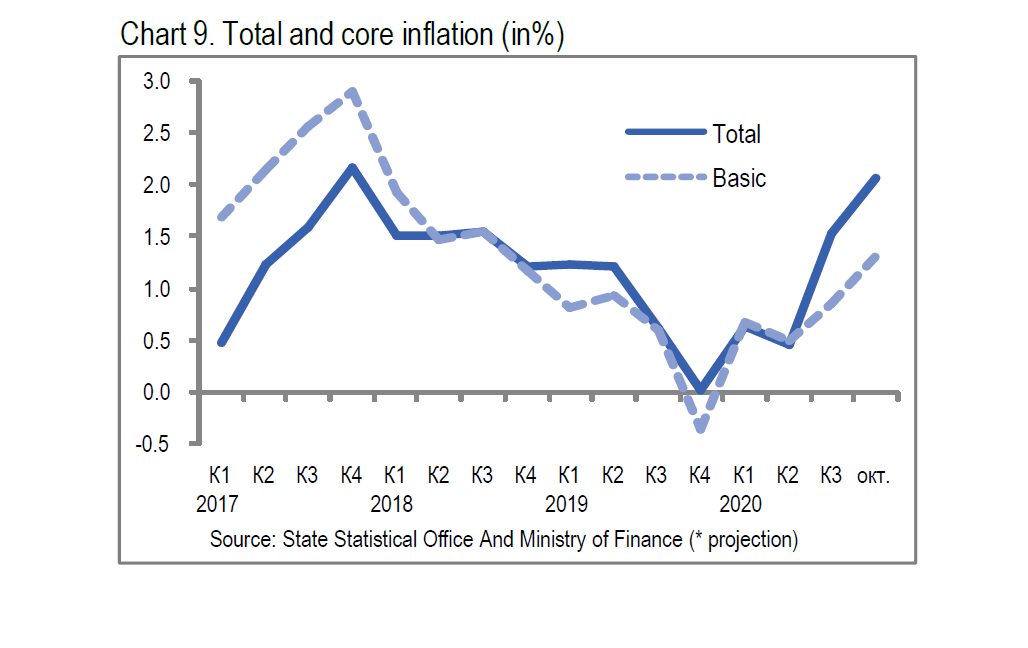 Chart 9. Total and core inflation (in%)
3.0
2.5
2.0
1.5
1.0
0.5
0.0
-0.5
Total
Basic
К1 К2 К3 К4 К1 К2 К3 К4 К1 К2 К3 К4 К1 К2 К3 окт.
2017 2018 2019 2020
Source: State Statistical Office And Ministry of Finance (* projection)